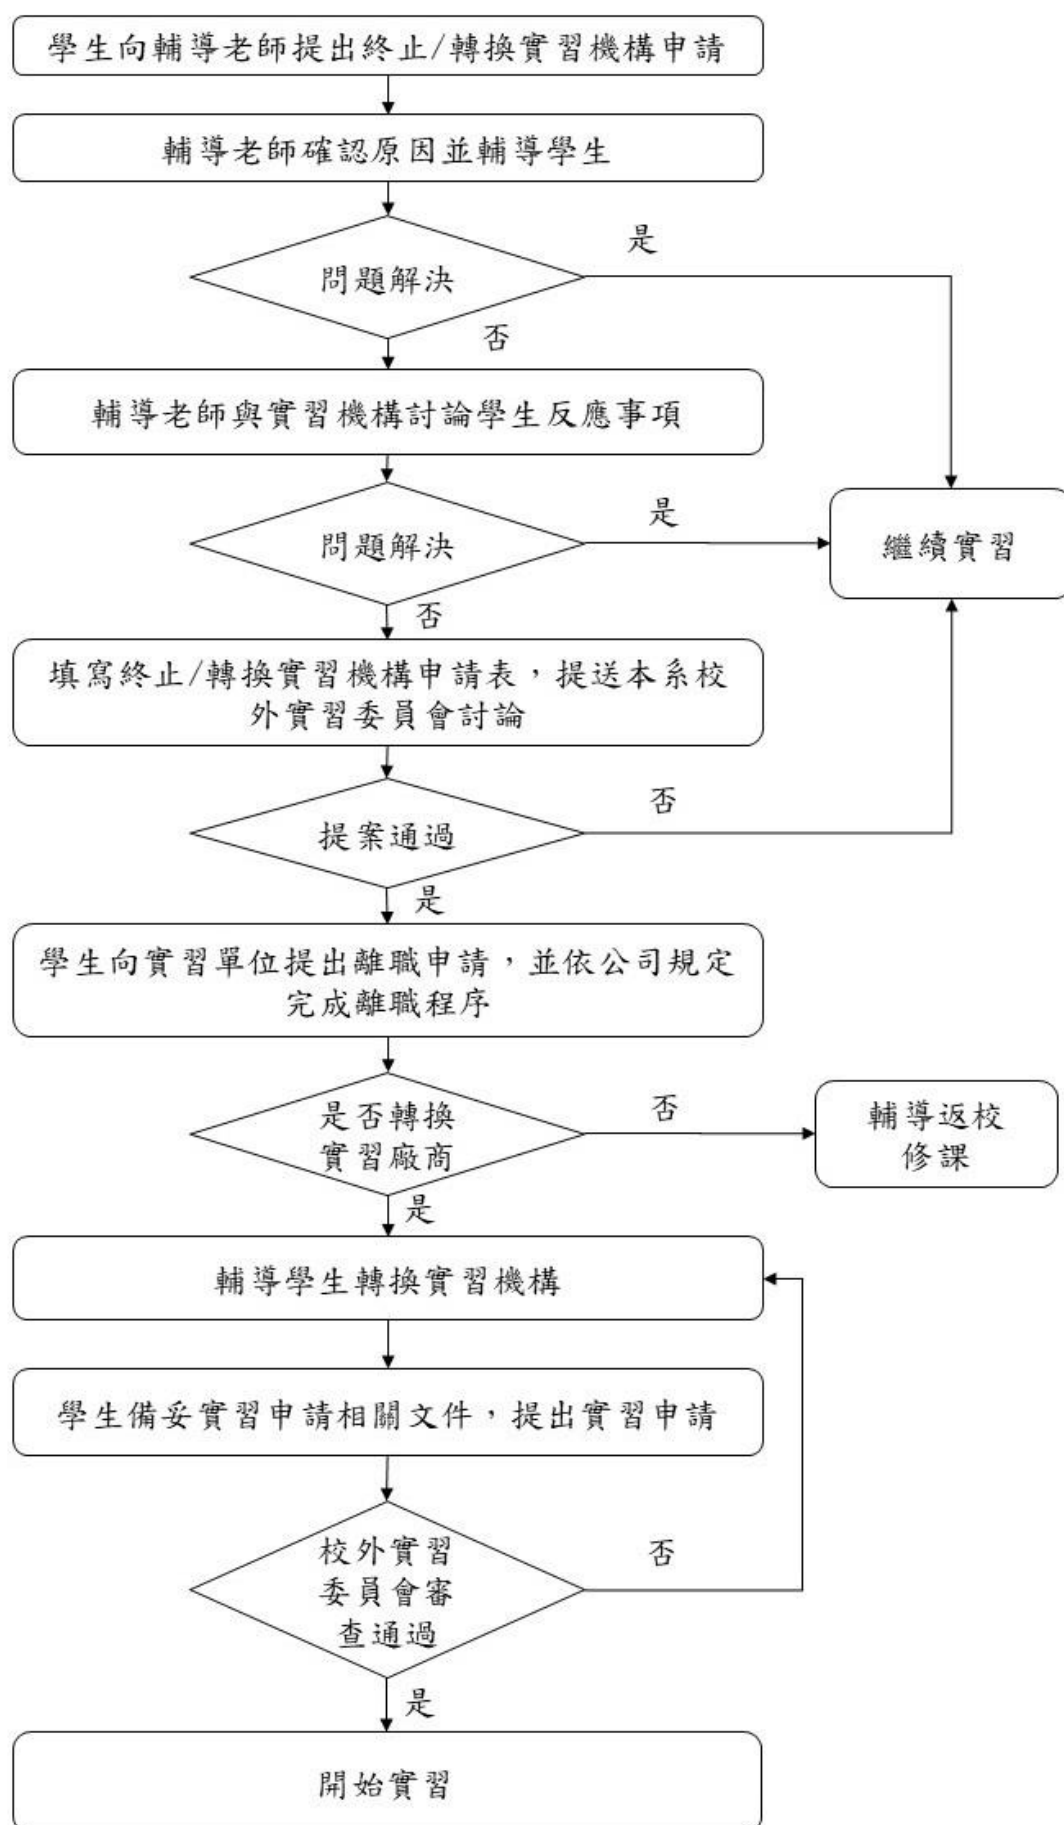 學生向輔導老師提出終止/轉換實習機構申請
輔導老師確認原因並輔導學生
問題解決
是
否
輔導老師與實習機構討論學生反應事項
問題解決
是
繼續實習
否
填寫終止/轉換實習機構申請表，提送本系校
外實習委員會討論
提案通過
否
是
學生向實習單位提出離職申請，並依公司規定
完成離職程序
是否轉換
實習廠商
否
輔導返校
修課
是
輔導學生轉換實習機構
學生備妥實習申請相關文件，提出實習申請
校外實習
委員會審
查通過
否
是
開始實習